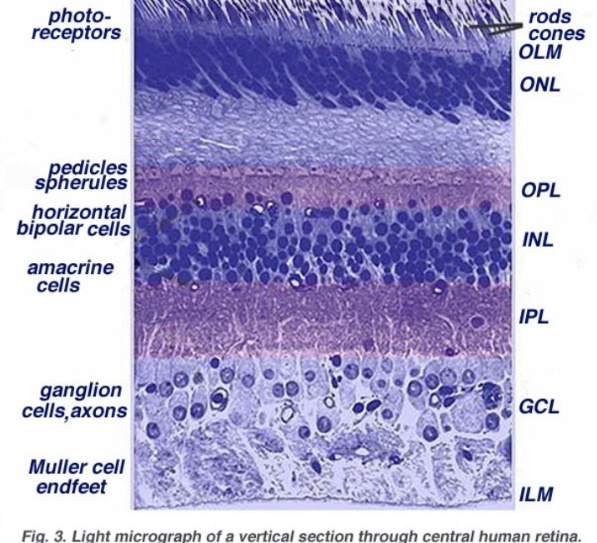 photo-
receptors
rods
cones
OLM
ONL
pedicles
spherules
OPL
horizontal
bipolar cells
INL
amacrine
cells
IPL
ganglion
cells,axons
GCL
Muller cell
endfeet
ILM
Fig. 3. Light micrograph of a vertical section through central human retina.